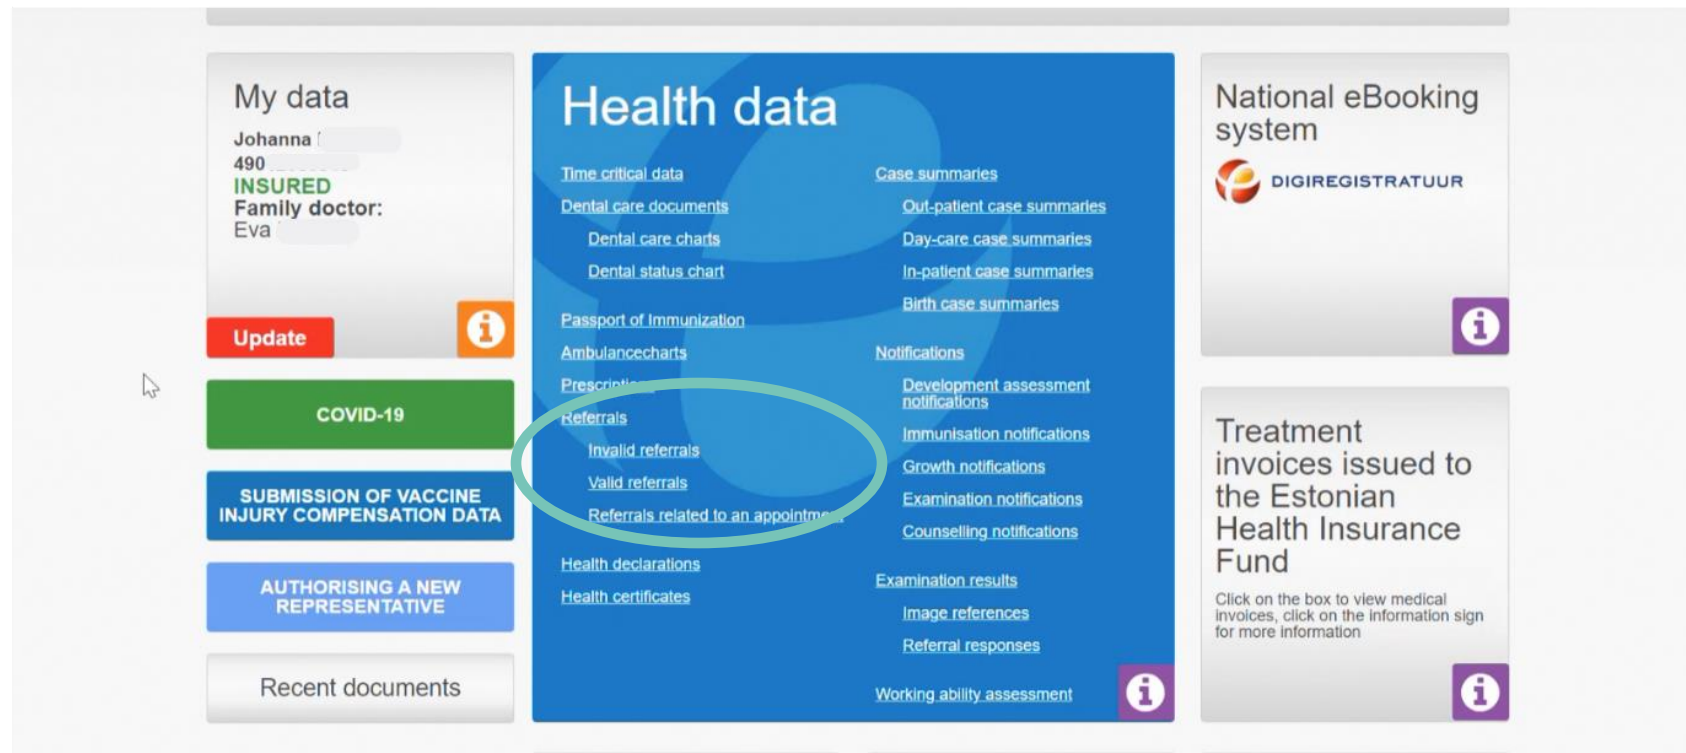 My data
Johanna
490
INSURED
Family doctor:
Eva
Update
COVID-19
SUBMISSION OF VACCINE
INJURY COMPENSATION DATA
AUTHORISING A NEW
REPRESENTATIVE
Recent documents
Health data
Time critical data
Dental care documents
Dental care charts
Dental status chart
Passport of Immunization
Ambulancecharts
Prescriptions
Referrals
Invalid referrals
Valid referrals
Referrals related to an appointment
Health declarations
Health certificates
Case summaries
Out-patient case summaries
Day-care case summaries
In-patient case summaries
Birth case summaries
Notifications
Development assessment
notifications
Immunisation notifications
Growth notifications
Examination notifications
Counselling notifications
Examination results
Image references
Referral responses
Working ability assessment
National eBooking
system
DIGIREGISTRATUUR
Treatment
invoices issued to
the Estonian
Health Insurance
Fund
Click on the box to view medical
invoices, click on the information sign
for more information